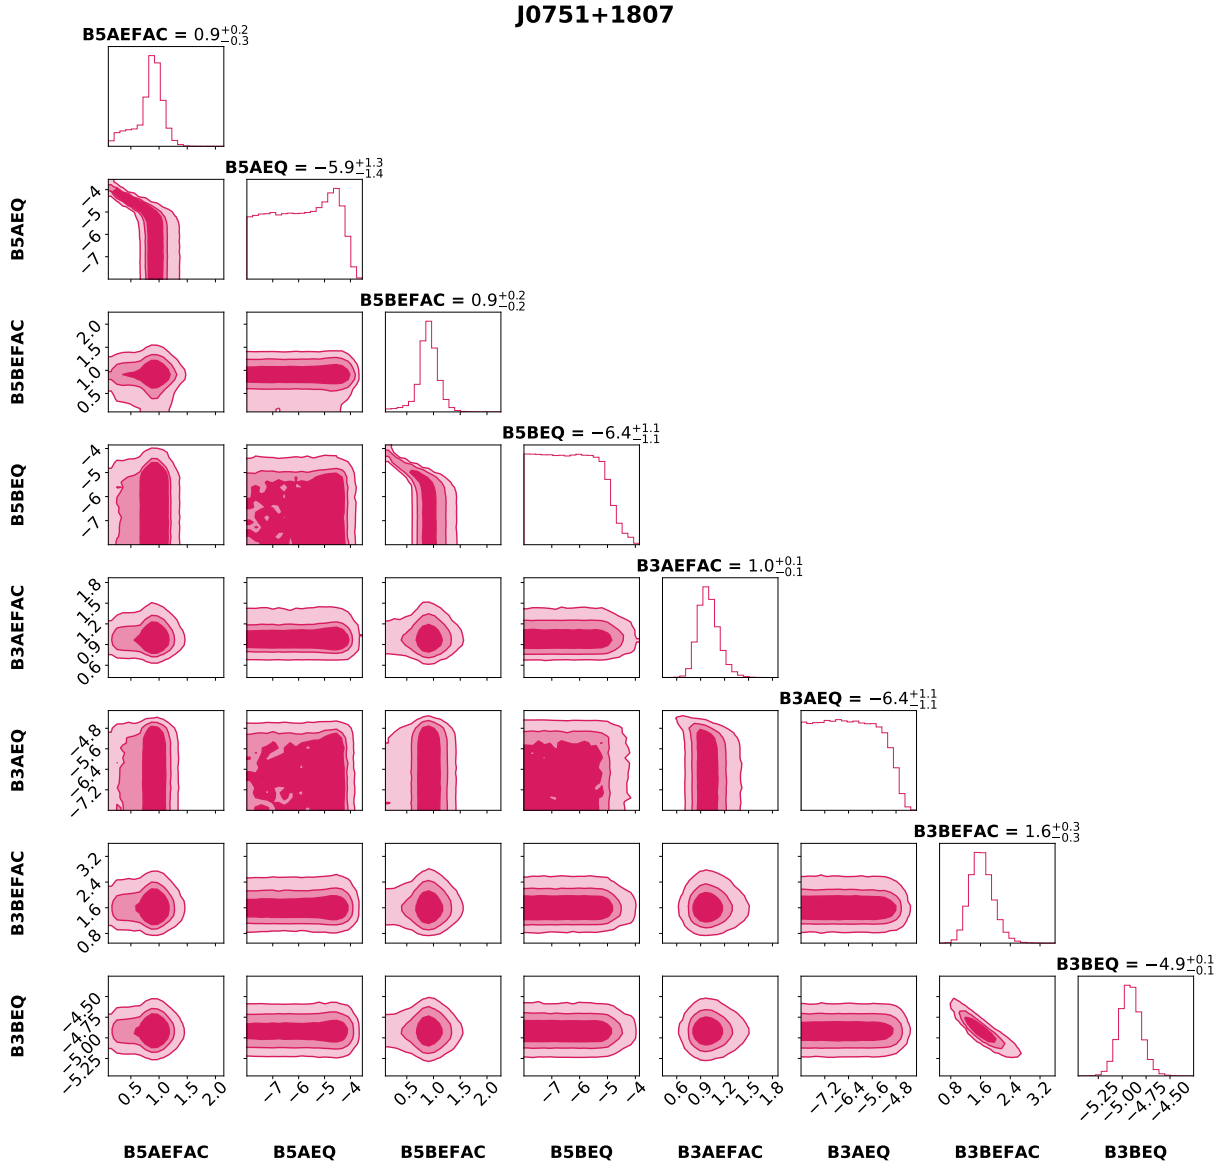 J0751+1807
B5AEFAC = 0.9+0.2 −0.3
B5AEQ = −5.9+1.3 −1.4
−4
−5
−6
−7
B5AEQ
B5BEFAC = 0.9+0.2 −0.2
2.0
1.5
1.0
0.5
B5BEFAC
B5BEQ = −6.4+1.1 −1.1
−4
−5
−6
−7
B5BEQ
B3AEFAC = 1.0+0.1 −0.1
1.8
1.5
1.2
0.9
0.6
B3AEFAC
B3AEQ = −6.4+1.1 −1.1
−4.8
−5.6
−6.4
−7.2
B3AEQ
B3BEFAC = 1.6+0.3 −0.3
3.2
2.4
1.6
0.8
B3BEFAC
B3BEQ = −4.9+0.1 −0.1
−4.50
−4.75
−5.00
−5.25
B3BEQ
0.5 1.0 2.0 −7 −5 −4 0.5 1.0 2.0 −7 −5 −4 0.6 0.9 1.2 1.5 1.8 −7.2 −6.4 −5.6 −4.8 0.8 1.6 2.4 3.2 −5.25 −5.00 −4.75 −4.50
B5AEFAC B5AEQ B5BEFAC B5BEQ B3AEFAC B3AEQ B3BEFAC B3BEQ